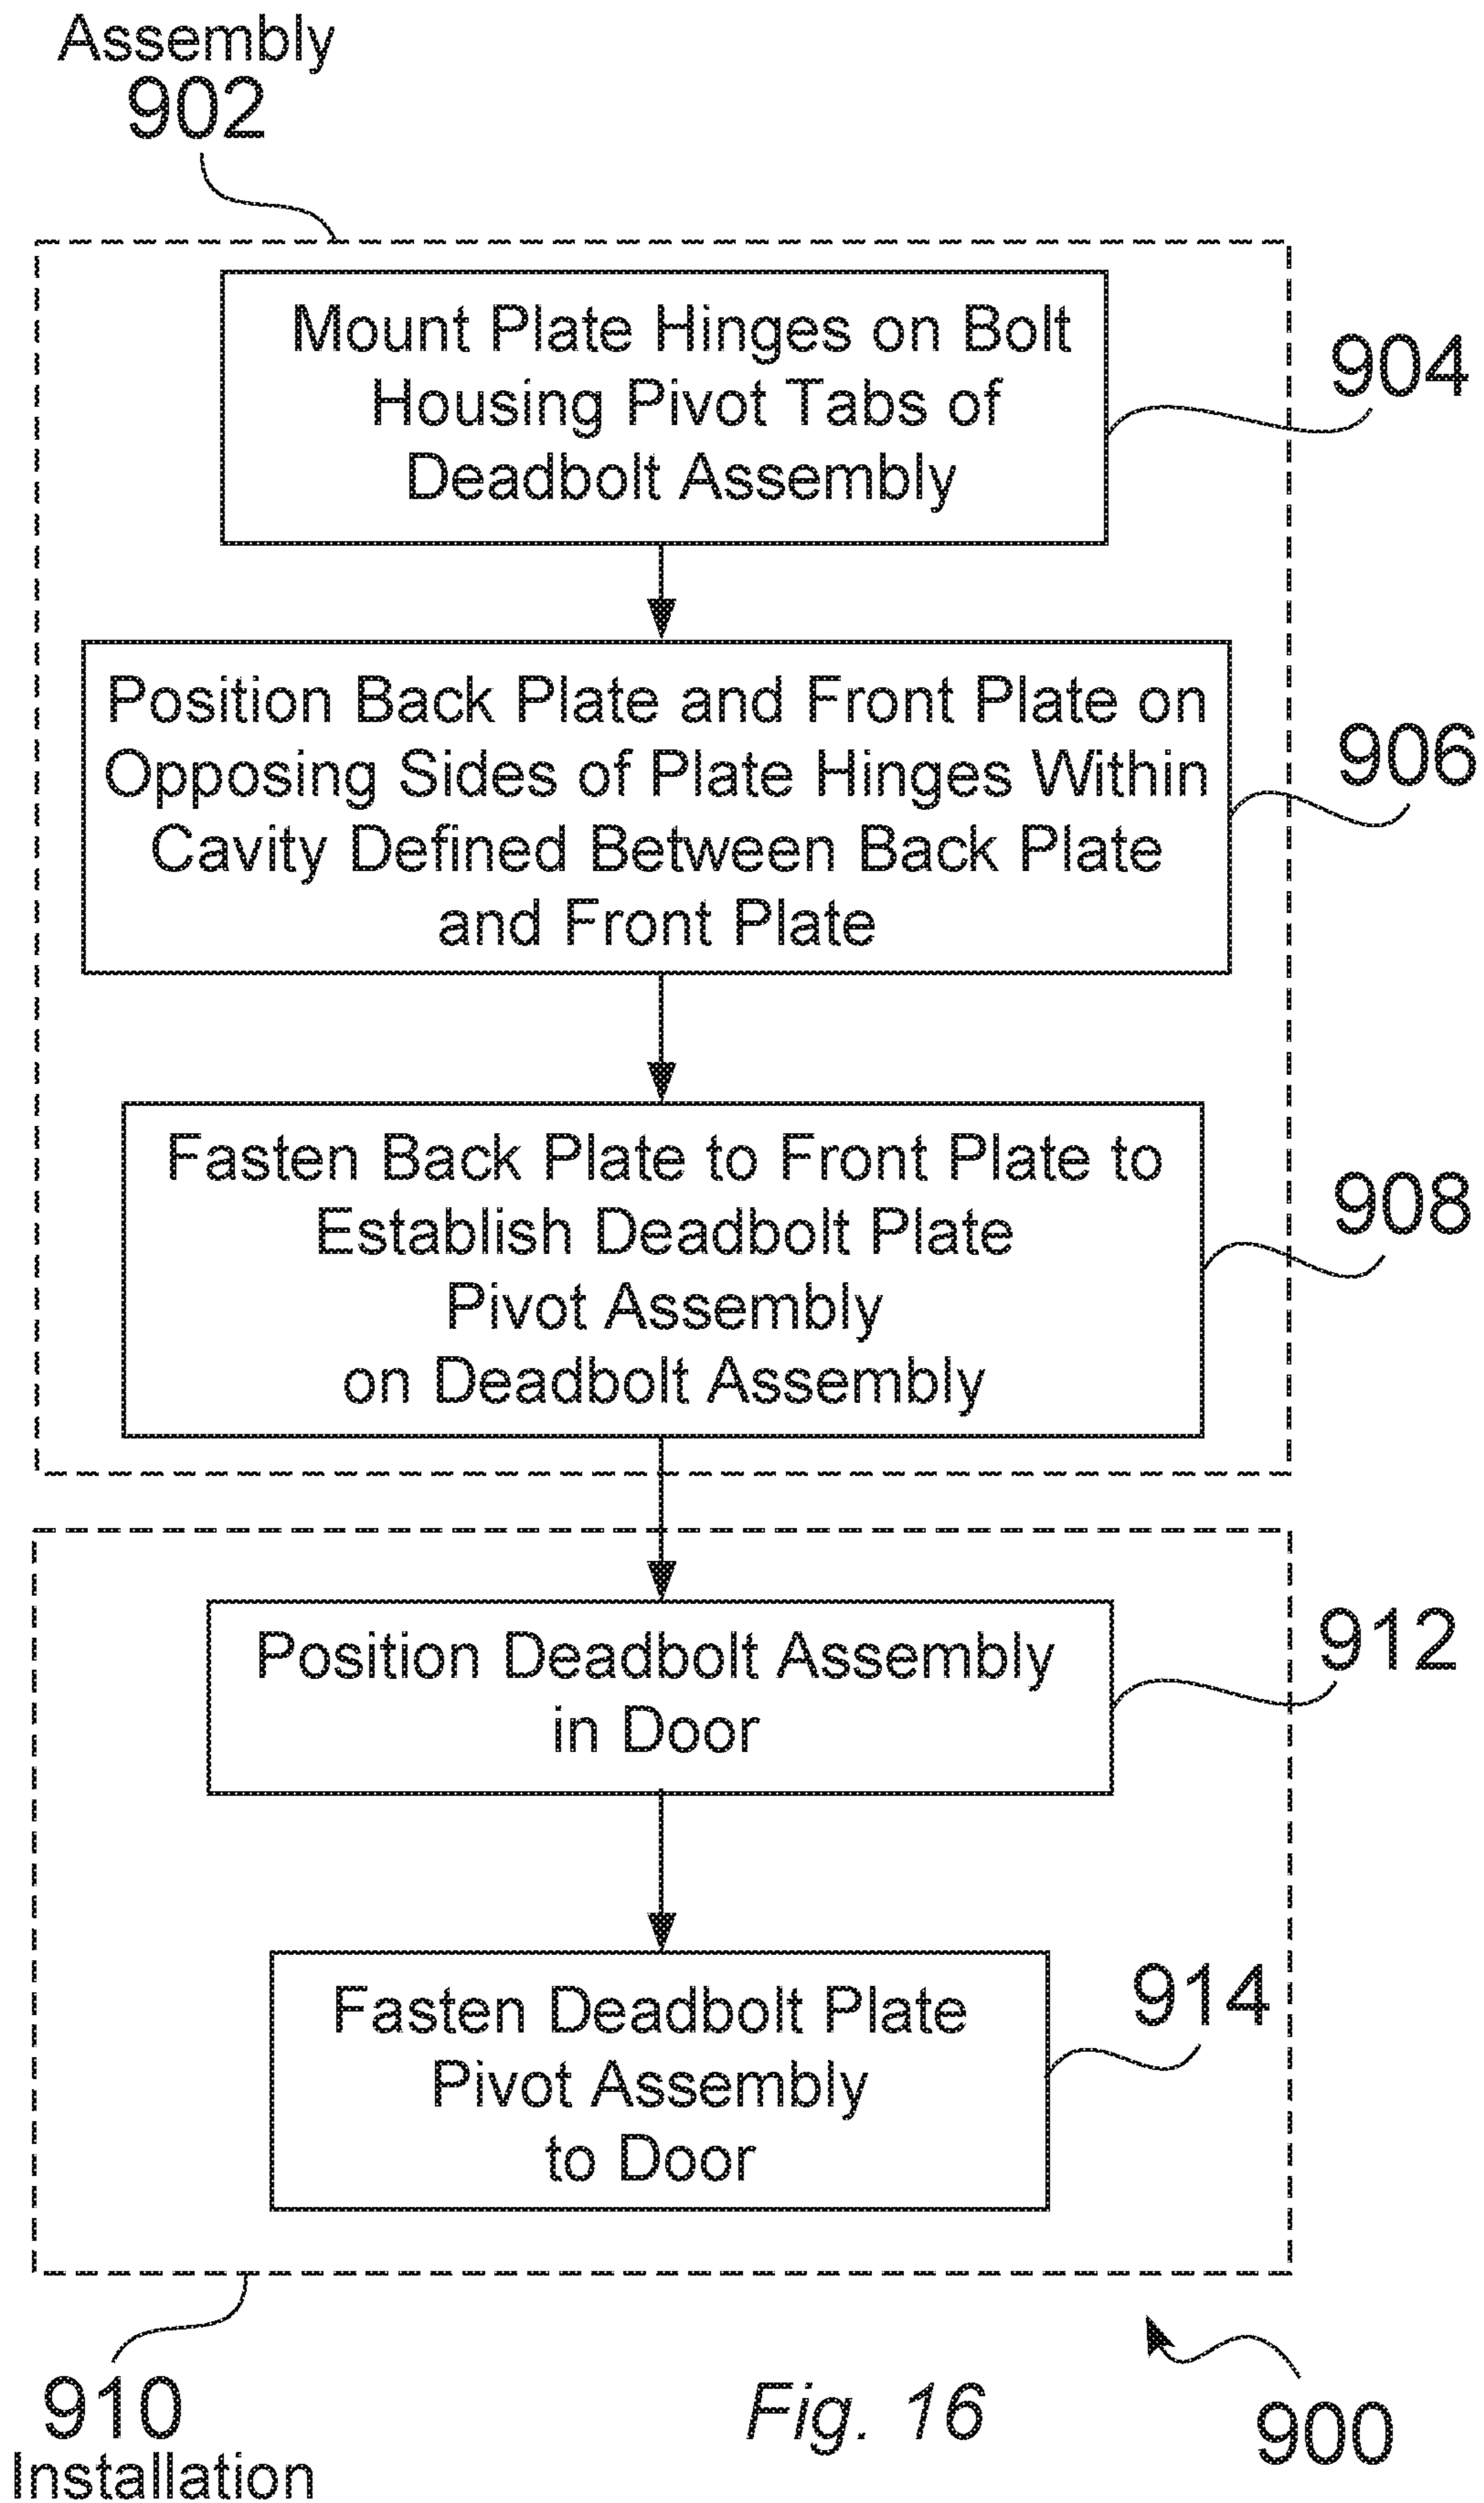 Assembly
902
Mount Plate Hinges on Bolt
Housing Pivot Tabs of
Deadbolt Assembly
904
Position Back Plate and Front Plate on
Opposing Sides of Plate Hinges Within
Cavity Defined Between Back Plate
and Front Plate
906
Fasten Back Plate to Front Plate to
Establish Deadbolt Plate
Pivot Assembly
on Deadbolt Assembly
908
Position Deadbolt Assembly
in Door
912
Fasten Deadbolt Plate
Pivot Assembly
to Door
914
910
Installation
Fig. 16
900